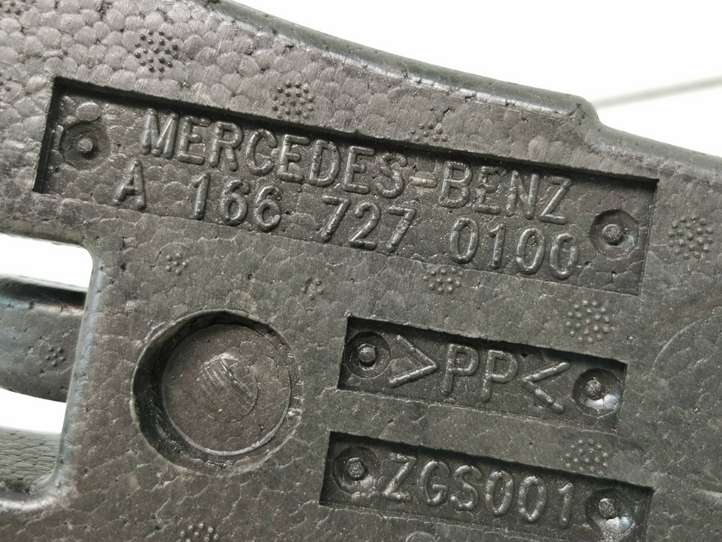 MERCEDES-BENZ
A 166 727 0100
>PP<
ZGS001